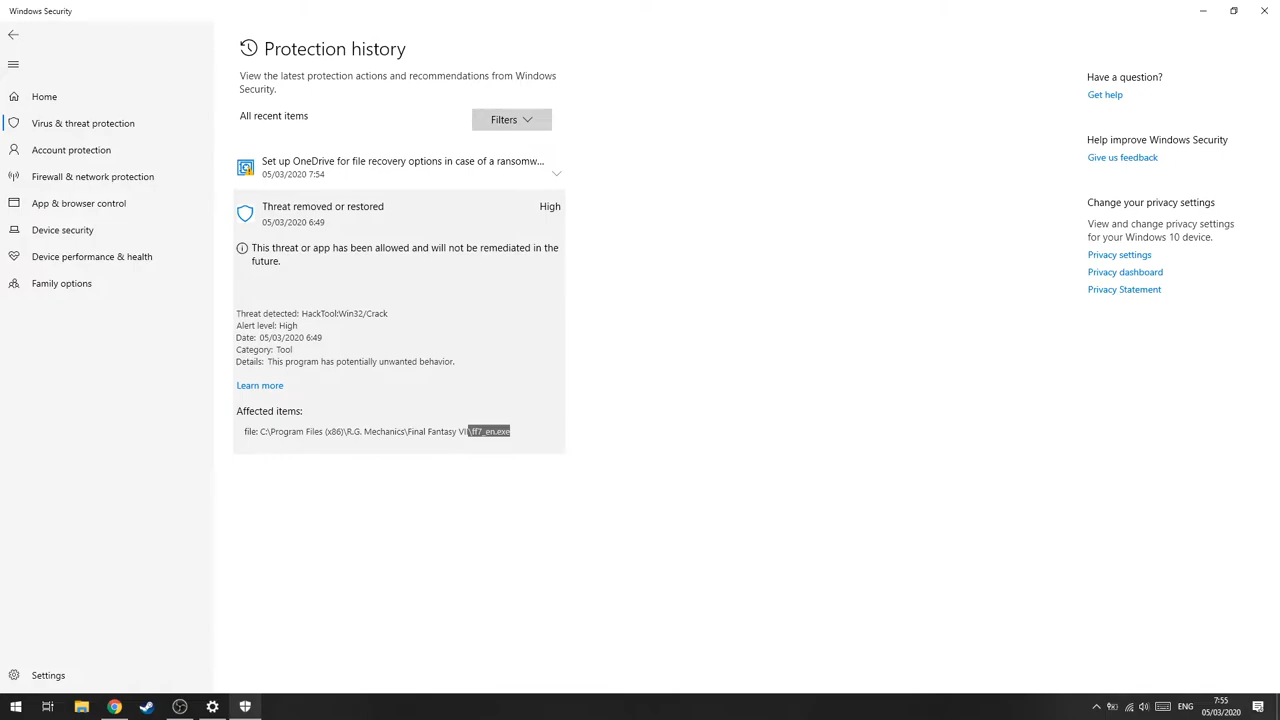 Windows Security
Home
Virus & threat protection
Account protection
Firewall & network protection
App & browser control
Device security
Device performance & health
Family options
Settings
Protection history
View the latest protection actions and recommendations from Windows
Security.
All recent items
Filters
Set up OneDrive for file recovery options in case of a ransomw...
05/03/2020 7:54
Threat removed or restored
High
05/03/2020 6:49
This threat or app has been allowed and will not be remediated in the
future.
Threat detected: HackTool:Win32/Crack
Alert level: High
Date: 05/03/2020 6:49
Category: Tool
Details: This program has potentially unwanted behavior.
Learn more
Affected items:
file: C:\Program Files (x86)\R.G. Mechanics\Final Fantasy VII\ff7_en.exe
Have a question?
Get help
Help improve Windows Security
Give us feedback
Change your privacy settings
View and change privacy settings
for your Windows 10 device.
Privacy settings
Privacy dashboard
Privacy Statement
ENG
7:55
05/03/2020